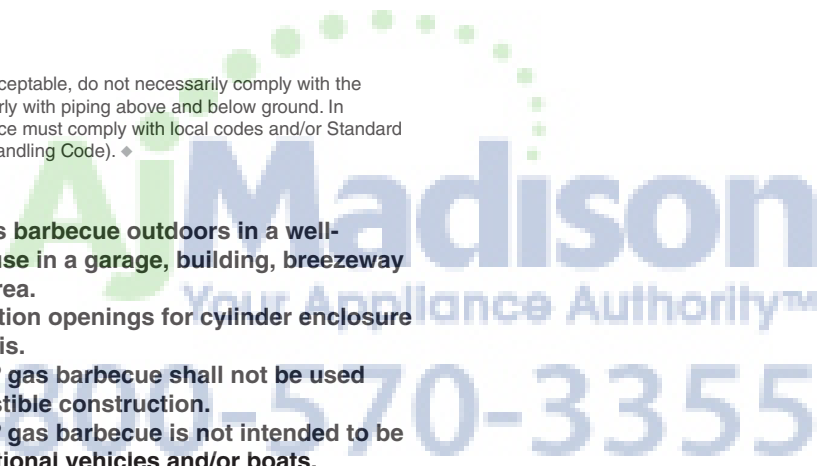 ceptable, do not necessarily comply with the
rly with piping above and below ground. In
ce must comply with local codes and/or Standard
andling Code). ◆
AjMadison
s barbecue outdoors in a well-
use in a garage, building, breezeway
rea.
Your Appliance Authority™
tion openings for cylinder enclosure
is.
gas barbecue shall not be used
stible construction.
800-570-3355
gas barbecue is not intended to be
tional vehicles and/or boats.